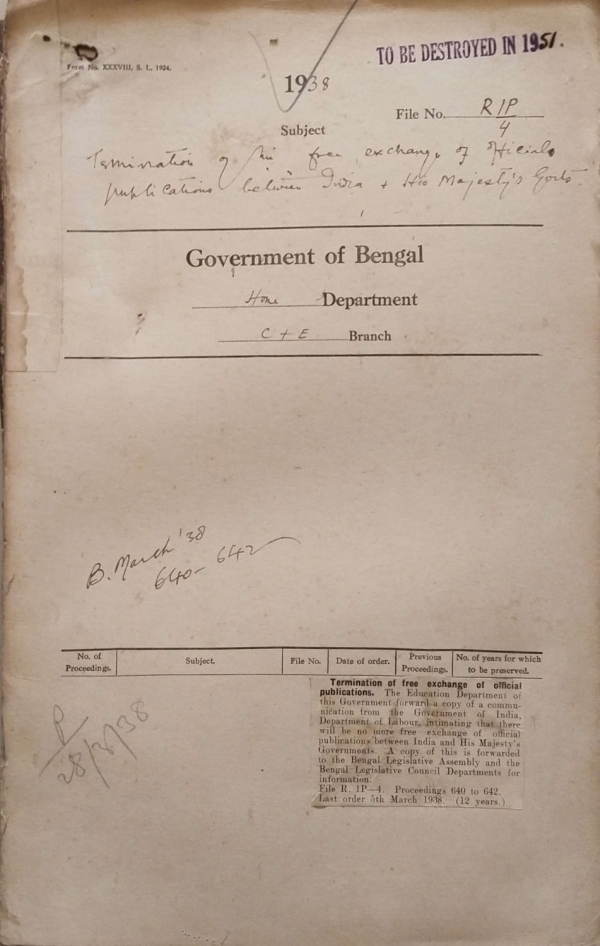 Form No. XXXVIII, S. I., 1924.
TO BE DESTROYED IN 1951.
1938
File No. R1P/4
Subject
Termination of the free exchange of official
publications between India + His Majesty's Govts.
Government of Bengal
Home Department
C + E Branch
B. March '38
640-642
No. of Proceedings.
Subject.
File No.
Date of order.
Previous Proceedings.
No. of years for which to be preserved.
Termination of free exchange of official
publications. The Education Department of
this Government forward a copy of a commu-
nication from the Government of India,
Department of Labour, intimating that there
will be no more free exchange of official
publications between India and His Majesty's
Governments. A copy of this is forwarded
to the Bengal Legislative Assembly and the
Bengal Legislative Council Departments for
information.
File R. 1P—4. Proceedings 640 to 642.
Last order 5th March 1938. (12 years.)
P